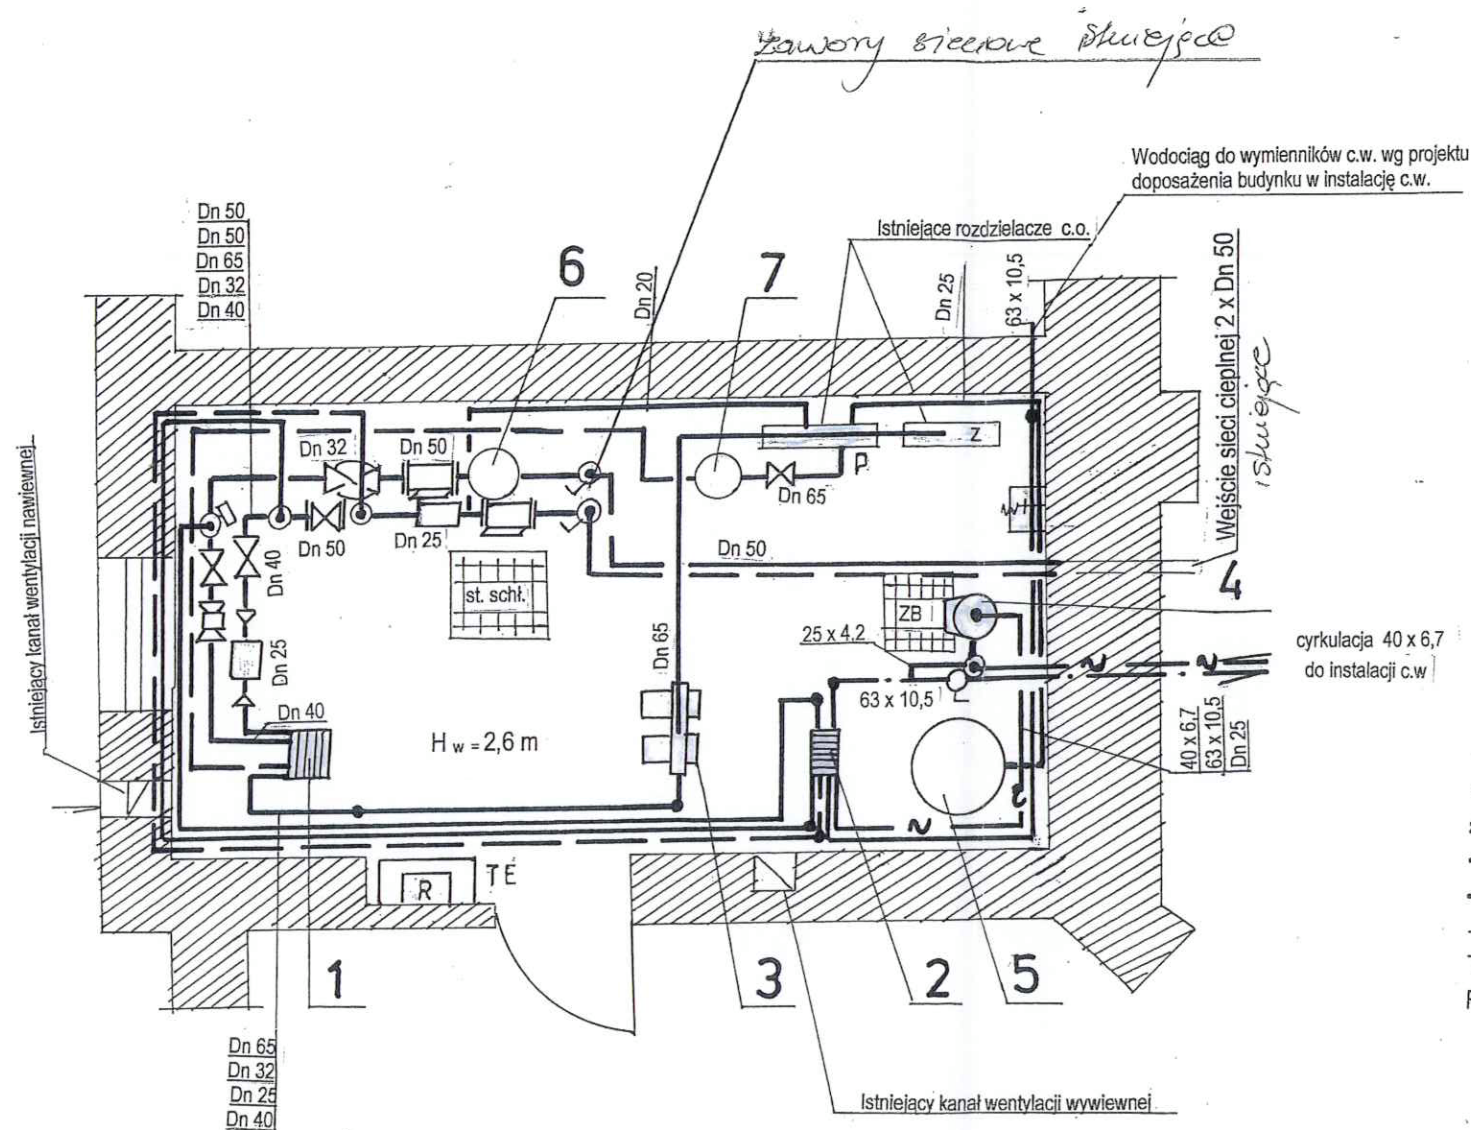 Zawory sieciowe istniejące
Wodociąg do wymienników c.w. wg projektu
doposażenia budynku w instalację c.w.
Dn 50
Dn 50
Dn 65
Dn 32
Dn 40
Istniejące rozdzielacze c.o.
6
7
Dn 20
Dn 25
63 x 10,5
Wejście sieci cieplnej 2 x Dn 50
istniejące
Istniejący kanał wentylacji nawiewnej
Dn 32
Dn 50
Z
P
Dn 65
Dn 50
Dn 25
Dn 40
Dn 50
4
st. schł.
ZB
25 x 4,2
Dn 65
Dn 25
cyrkulacja 40 x 6,7
do instalacji c.w
63 x 10,5
Dn 40
H w = 2,6 m
40 x 6,7
63 x 10,5
Dn 25
R
TE
1
3
2
5
Dn 65
Dn 32
Dn 25
Dn 40
Istniejący kanał wentylacji wywiewnej